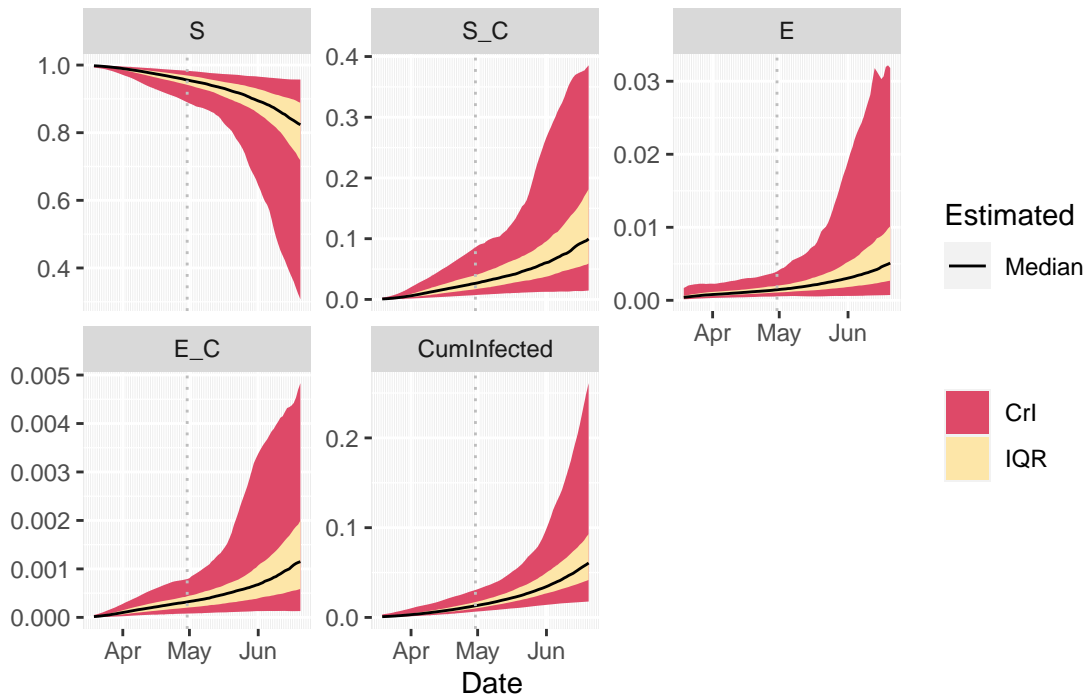 S
S_C
E
1.0
0.8
0.6
0.4
0.4
0.3
0.2
0.1
0.0
0.03
0.02
0.01
0.00
Apr May Jun
Estimated
Median
E_C
CumInfected
0.005
0.004
0.003
0.002
0.001
0.000
0.2
0.1
0.0
CrI
IQR
Apr May Jun
Apr May Jun
Date